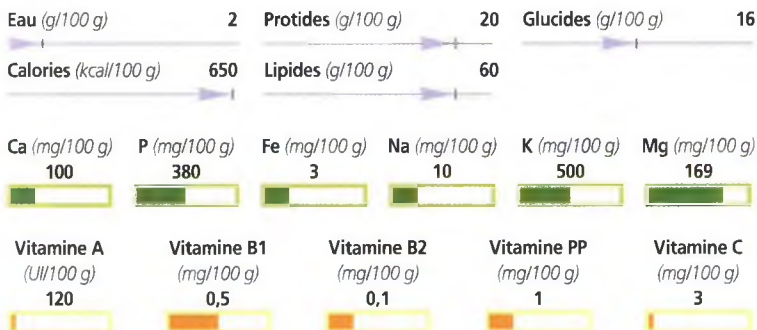 Eau (g/100 g) 2 Protides (g/100 g) 20 Glucides (g/100 g) 16
Calories (kcal/100 g) 650 Lipides (g/100 g) 60
Ca (mg/100 g) P (mg/100 g) Fe (mg/100 g) Na (mg/100 g) K (mg/100 g) Mg (mg/100 g)
100 380 3 10 500 169
Vitamine A Vitamine B1 Vitamine B2 Vitamine PP Vitamine C
(UI/100 g) (mg/100 g) (mg/100 g) (mg/100 g) (mg/100 g)
120 0,5 0,1 1 3